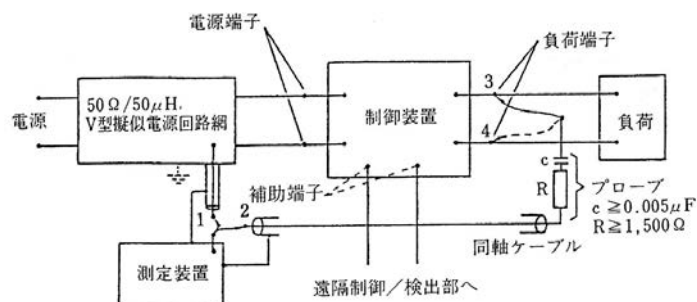 電源端子
負荷端子
50Ω/50μH,
V型擬似電源回路網
電源
制御装置
3
4
負荷
c
R
プローブ
c≧0.005μF
R≧1,500Ω
補助端子
1
2
同軸ケーブル
測定装置
遠隔制御/検出部へ